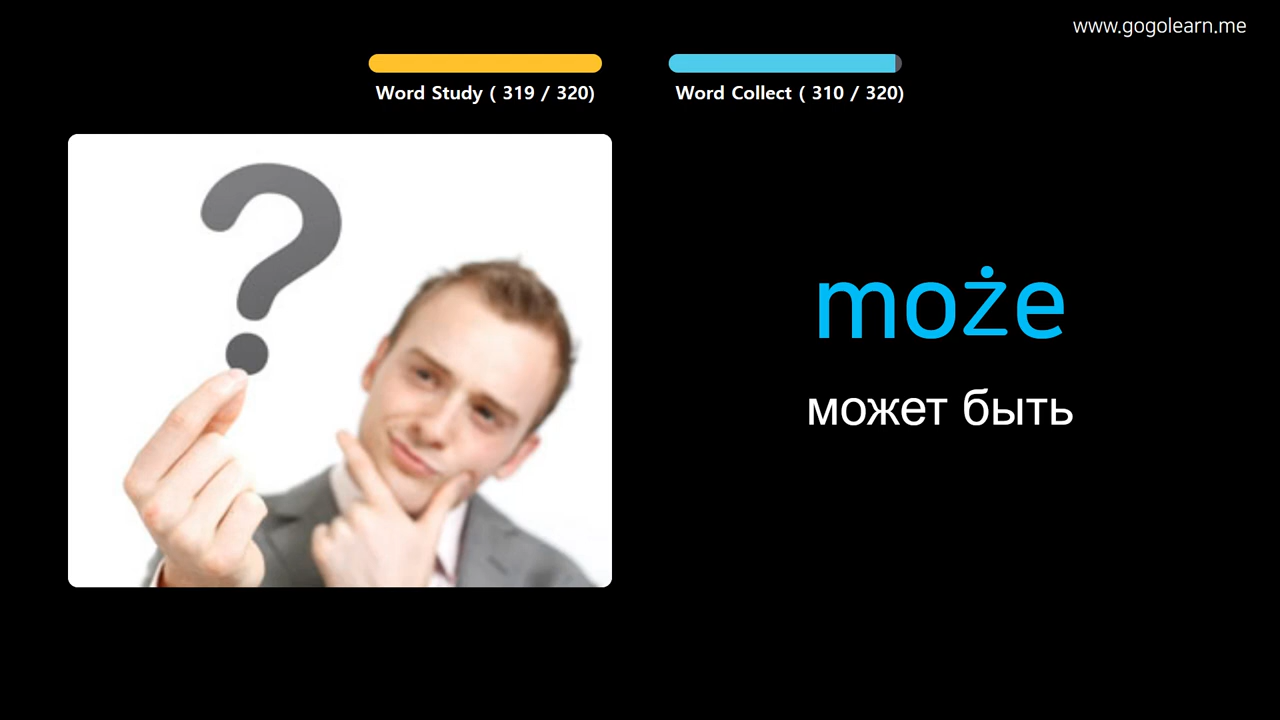 www.gogolearn.me
Word Study ( 319 / 320)
Word Collect ( 310 / 320)
?
może
может быть